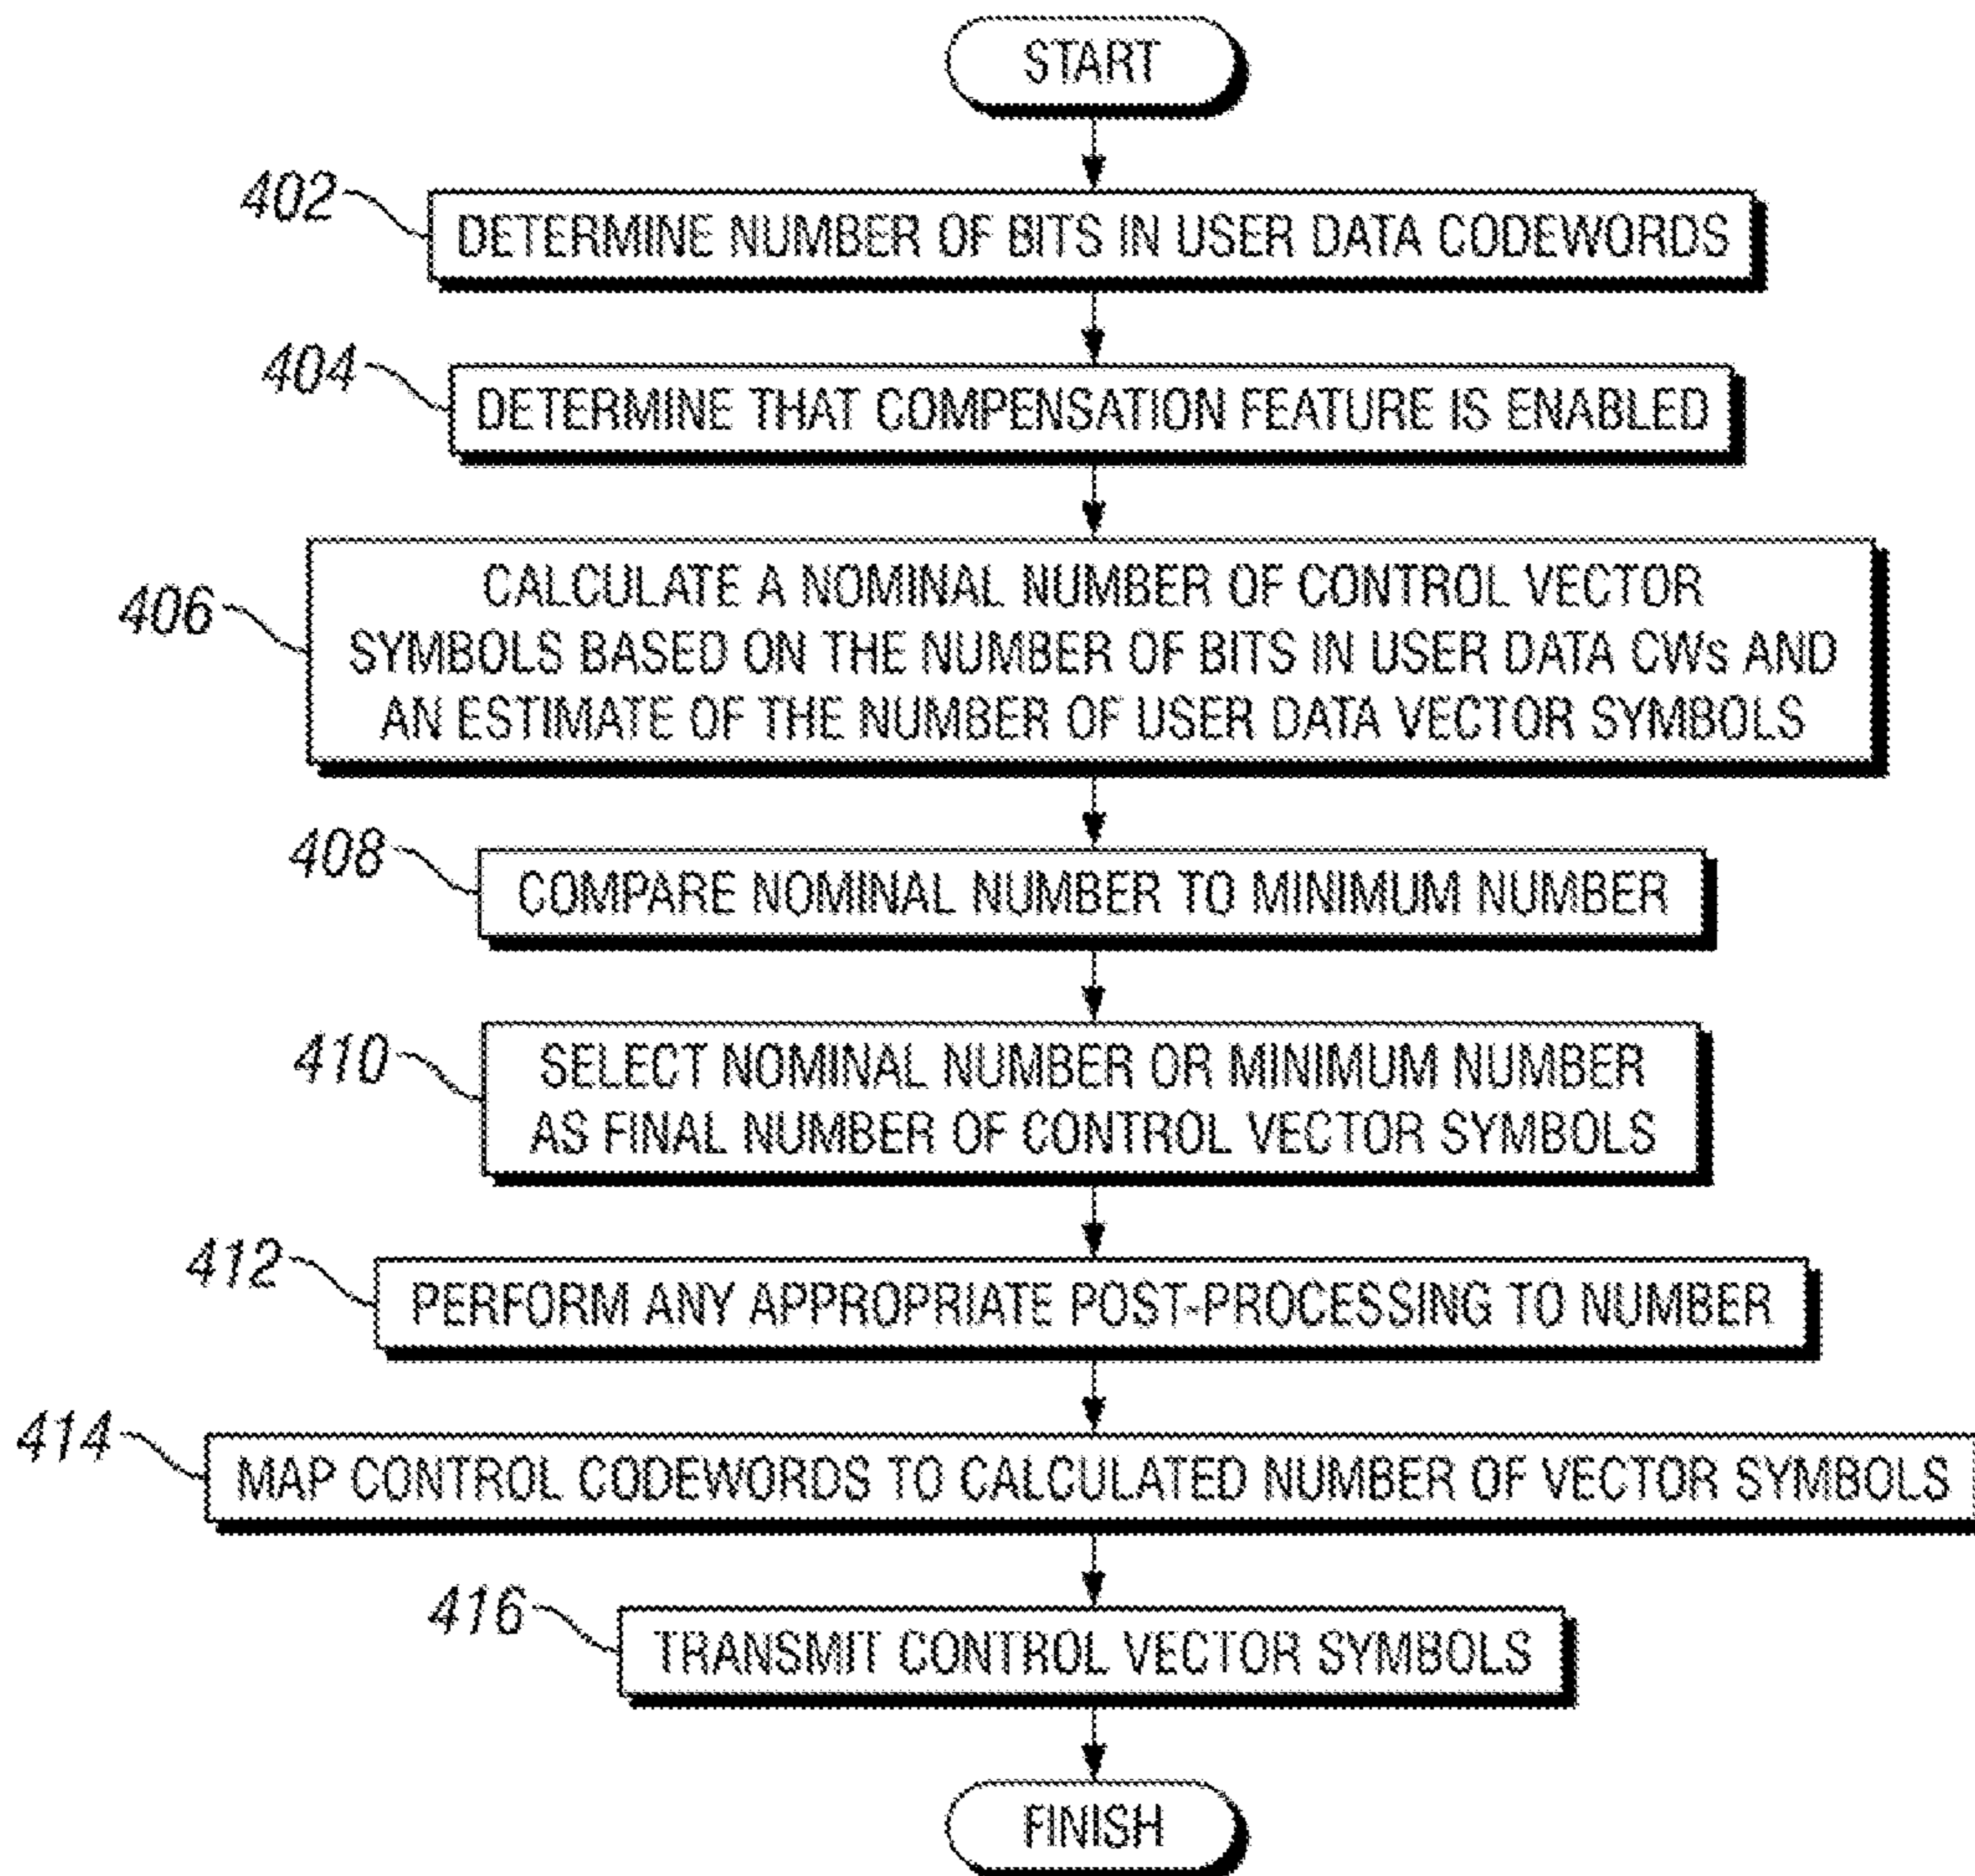 START
402
DETERMINE NUMBER OF BITS IN USER DATA CODEWORDS
404
DETERMINE THAT COMPENSATION FEATURE IS ENABLED
406
CALCULATE A NOMINAL NUMBER OF CONTROL VECTOR
SYMBOLS BASED ON THE NUMBER OF BITS IN USER DATA CWs AND
AN ESTIMATE OF THE NUMBER OF USER DATA VECTOR SYMBOLS
408
COMPARE NOMINAL NUMBER TO MINIMUM NUMBER
410
SELECT NOMINAL NUMBER OR MINIMUM NUMBER
AS FINAL NUMBER OF CONTROL VECTOR SYMBOLS
412
PERFORM ANY APPROPRIATE POST-PROCESSING TO NUMBER
414
MAP CONTROL CODEWORDS TO CALCULATED NUMBER OF VECTOR SYMBOLS
416
TRANSMIT CONTROL VECTOR SYMBOLS
FINISH